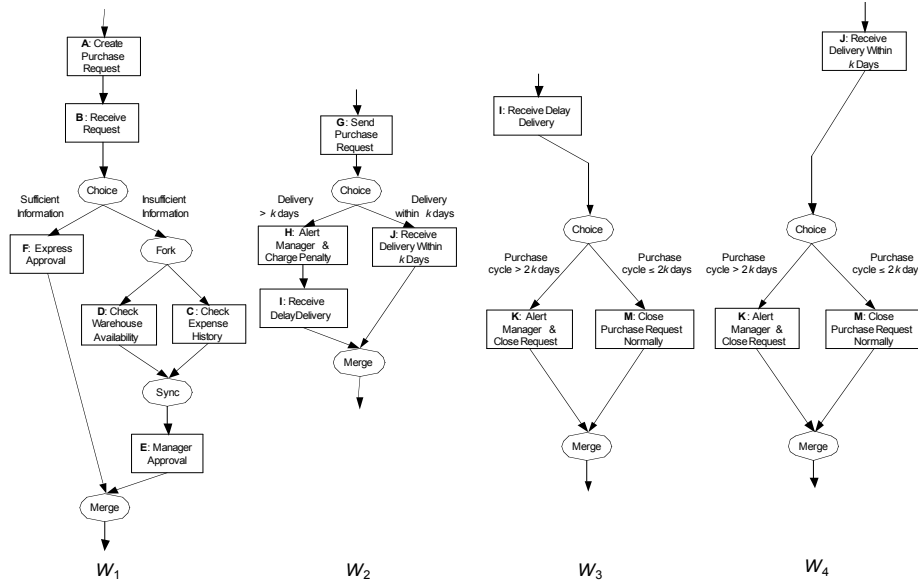 A: Create
Purchase
Request
B: Receive
Request
Choice
Sufficient
Information
Insufficient
Information
F: Express
Approval
Fork
D: Check
Warehouse
Availability
C: Check
Expense
History
Sync
E: Manager
Approval
Merge
W1
G: Send
Purchase
Request
Choice
Delivery
> k days
Delivery
within k days
H: Alert
Manager &
Charge Penalty
J: Receive
Delivery Within
k Days
I: Receive
DelayDelivery
Merge
W2
I: Receive Delay
Delivery
Choice
Purchase
cycle > 2k days
Purchase
cycle ≤ 2k days
K: Alert
Manager &
Close Request
M: Close
Purchase Request
Normally
Merge
W3
J: Receive
Delivery Within
k Days
Choice
Purchase
cycle > 2k days
Purchase
cycle ≤ 2k days
K: Alert
Manager &
Close Request
M: Close
Purchase Request
Normally
Merge
W4